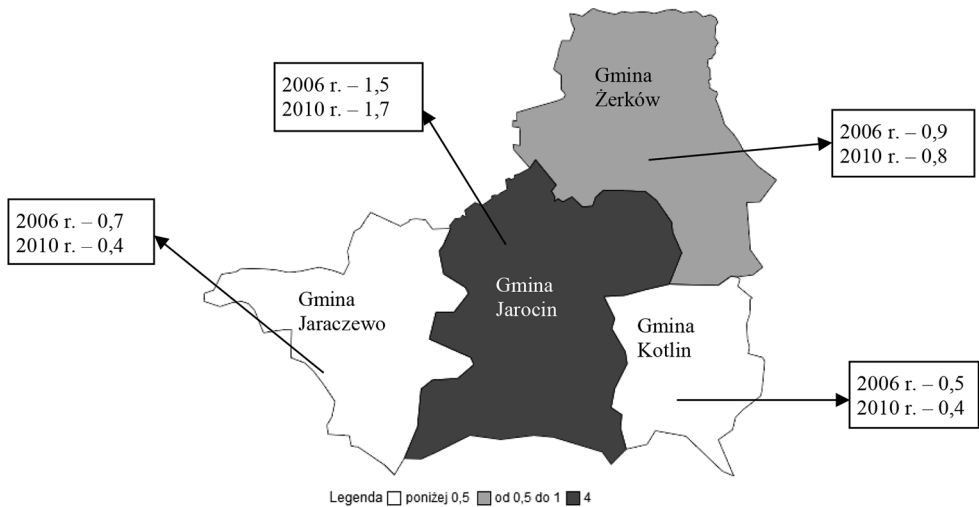 Gmina
Żerków
2006 r. – 1,5
2010 r. – 1,7
2006 r. – 0,9
2010 r. – 0,8
2006 r. – 0,7
2010 r. – 0,4
Gmina
Jaraczewo
Gmina
Jarocin
Gmina
Kotlin
2006 r. – 0,5
2010 r. – 0,4
Legenda poniżej 0,5 od 0,5 do 1 4